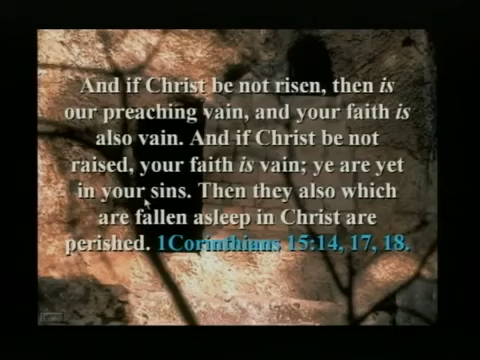 And if Christ be not risen, then is
our preaching vain, and your faith is
also vain. And if Christ be not
raised, your faith is vain; ye are yet
in your sins. Then they also which
are fallen asleep in Christ are
perished. 1Corinthians 15:14, 17, 18.